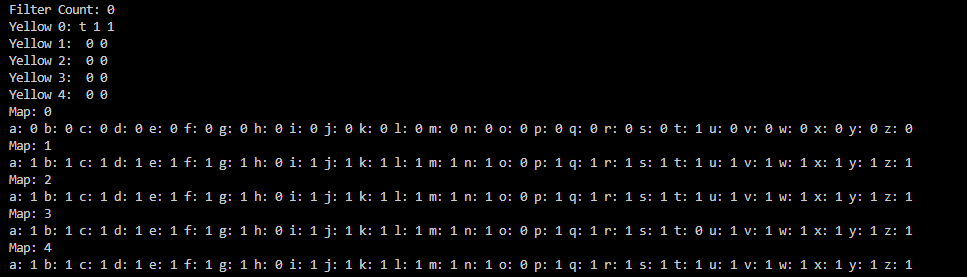 Filter Count: 0
Yellow 0: t 1 1
Yellow 1:  0 0
Yellow 2:  0 0
Yellow 3:  0 0
Yellow 4:  0 0
Map: 0
a: 0 b: 0 c: 0 d: 0 e: 0 f: 0 g: 0 h: 0 i: 0 j: 0 k: 0 l: 0 m: 0 n: 0 o: 0 p: 0 q: 0 r: 0 s: 0 t: 1 u: 0 v: 0 w: 0 x: 0 y: 0 z: 0
Map: 1
a: 1 b: 1 c: 1 d: 1 e: 1 f: 1 g: 1 h: 0 i: 1 j: 1 k: 1 l: 1 m: 1 n: 1 o: 0 p: 1 q: 1 r: 1 s: 1 t: 1 u: 1 v: 1 w: 1 x: 1 y: 1 z: 1
Map: 2
a: 1 b: 1 c: 1 d: 1 e: 1 f: 1 g: 1 h: 0 i: 1 j: 1 k: 1 l: 1 m: 1 n: 1 o: 0 p: 1 q: 1 r: 1 s: 1 t: 1 u: 1 v: 1 w: 1 x: 1 y: 1 z: 1
Map: 3
a: 1 b: 1 c: 1 d: 1 e: 1 f: 1 g: 1 h: 0 i: 1 j: 1 k: 1 l: 1 m: 1 n: 1 o: 0 p: 1 q: 1 r: 1 s: 1 t: 0 u: 1 v: 1 w: 1 x: 1 y: 1 z: 1
Map: 4
a: 1 b: 1 c: 1 d: 1 e: 1 f: 1 g: 1 h: 0 i: 1 j: 1 k: 1 l: 1 m: 1 n: 1 o: 0 p: 1 q: 1 r: 1 s: 1 t: 1 u: 1 v: 1 w: 1 x: 1 y: 1 z: 1